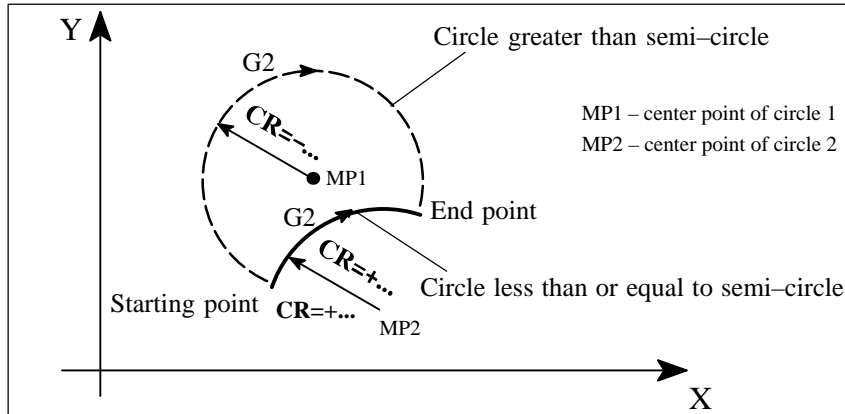 Y
G2
Circle greater than semi–circle
CR=–...
MP1 – center point of circle 1
MP2 – center point of circle 2
MP1
G2
End point
CR=+...
Starting point
CR=+...
Circle less than or equal to semi–circle
MP2
X